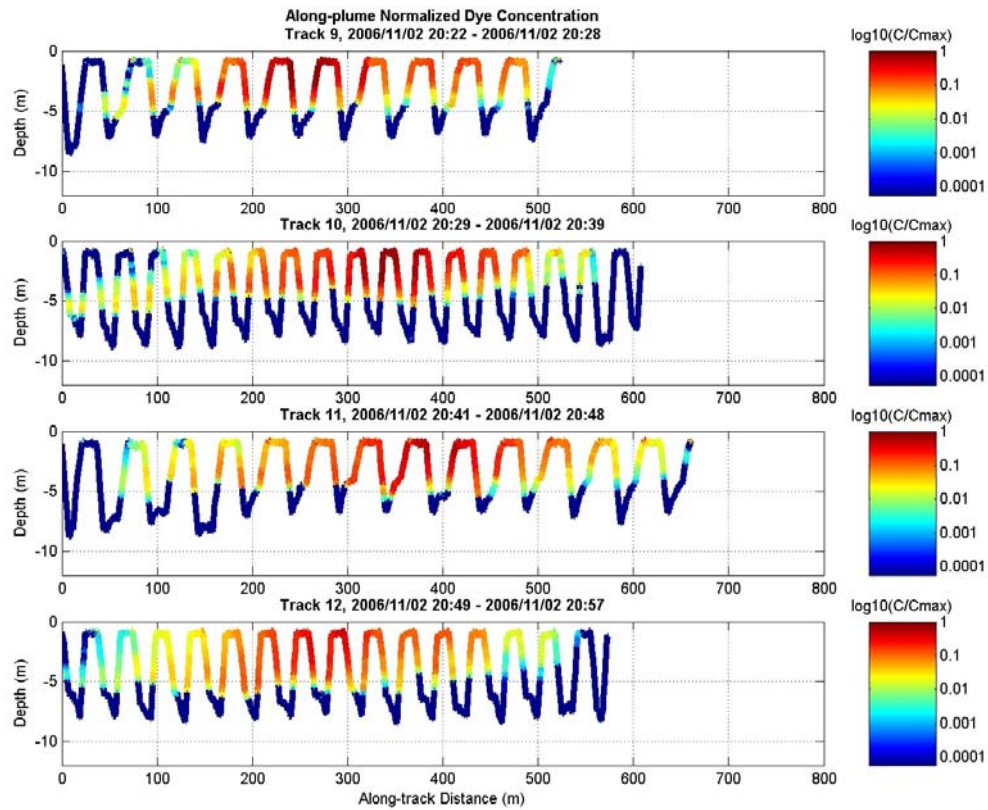 Along-plume Normalized Dye Concentration
Track 9, 2006/11/02 20:22 - 2006/11/02 20:28
log10(C/Cmax)
0
-5
-10
Depth (m)
0 100 200 300 400 500 600 700 800
1
0.1
0.01
0.001
0.0001
Track 10, 2006/11/02 20:29 - 2006/11/02 20:39
log10(C/Cmax)
0
-5
-10
Depth (m)
0 100 200 300 400 500 600 700 800
1
0.1
0.01
0.001
0.0001
Track 11, 2006/11/02 20:41 - 2006/11/02 20:48
log10(C/Cmax)
0
-5
-10
Depth (m)
0 100 200 300 400 500 600 700 800
1
0.1
0.01
0.001
0.0001
Track 12, 2006/11/02 20:49 - 2006/11/02 20:57
log10(C/Cmax)
0
-5
-10
Depth (m)
0 100 200 300 400 500 600 700 800
1
0.1
0.01
0.001
0.0001
Along-track Distance (m)